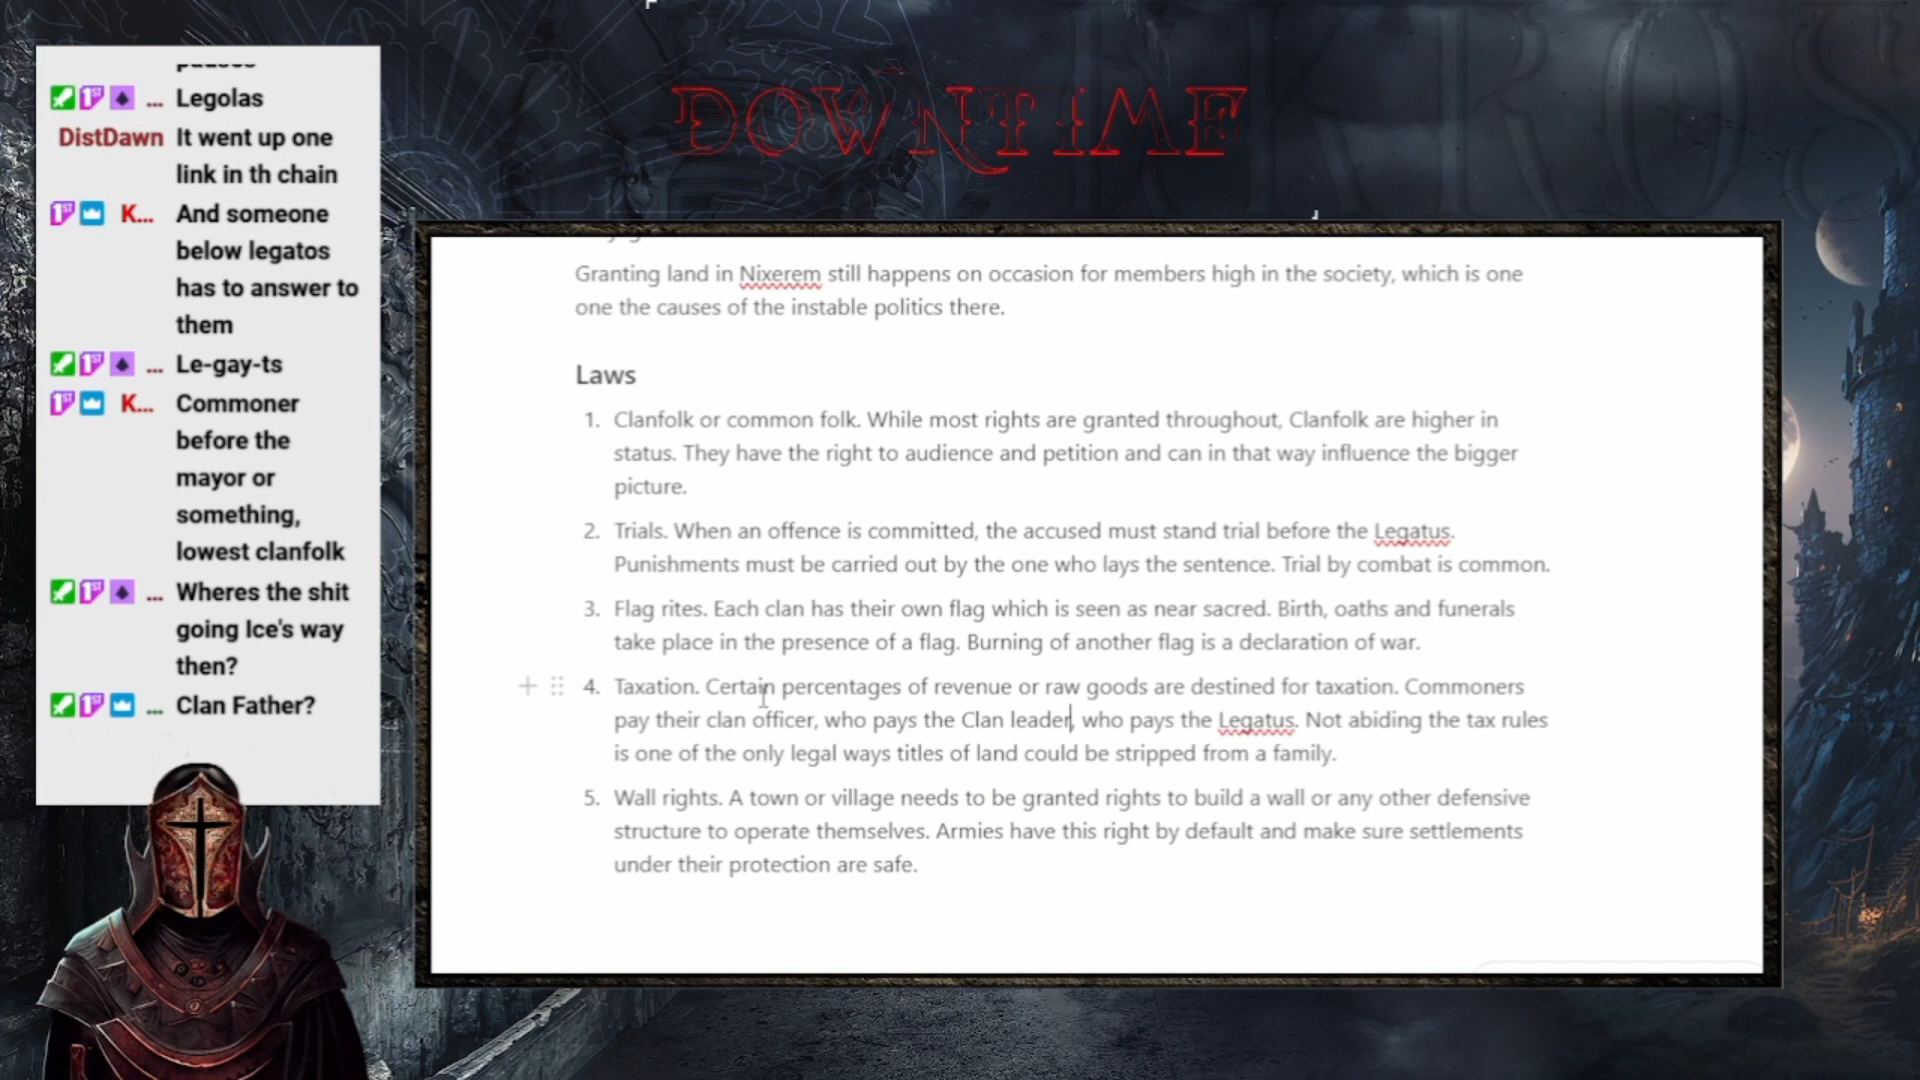 DOWNTIME
Legolas
DistDawn It went up one
link in th chain
K... And someone
below legatos
has to answer to
them
... Le-gay-ts
K... Commoner
before the
mayor or
something,
lowest clanfolk
... Wheres the shit
going Ice's way
then?
... Clan Father?
Granting land in Nixerem still happens on occasion for members high in the society, which is one
one the causes of the instable politics there.
Laws
1. Clanfolk or common folk. While most rights are granted throughout, Clanfolk are higher in
status. They have the right to audience and petition and can in that way influence the bigger
picture.
2. Trials. When an offence is committed, the accused must stand trial before the Legatus.
Punishments must be carried out by the one who lays the sentence. Trial by combat is common.
3. Flag rites. Each clan has their own flag which is seen as near sacred. Birth, oaths and funerals
take place in the presence of a flag. Burning of another flag is a declaration of war.
4. Taxation. Certain percentages of revenue or raw goods are destined for taxation. Commoners
pay their clan officer, who pays the Clan leader, who pays the Legatus. Not abiding the tax rules
is one of the only legal ways titles of land could be stripped from a family.
5. Wall rights. A town or village needs to be granted rights to build a wall or any other defensive
structure to operate themselves. Armies have this right by default and make sure settlements
under their protection are safe.